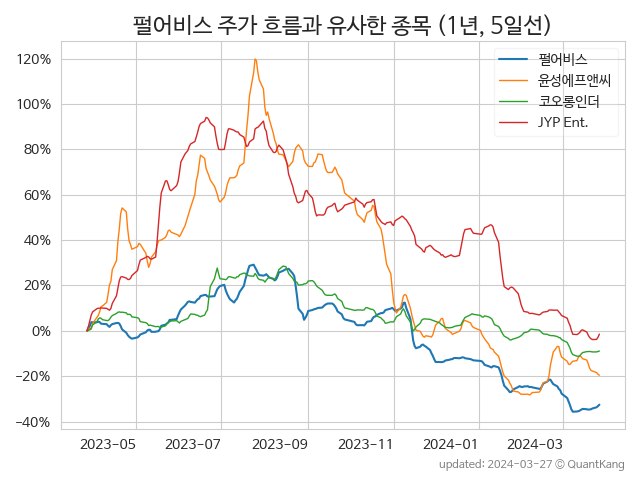 펄어비스 주가 흐름과 유사한 종목 (1년, 5일선)
펄어비스
윤성에프앤씨
코오롱인더
JYP Ent.
120%
100%
80%
60%
40%
20%
0%
−20%
−40%
2023-05
2023-07
2023-09
2023-11
2024-01
2024-03
updated: 2024-03-27 © QuantKang